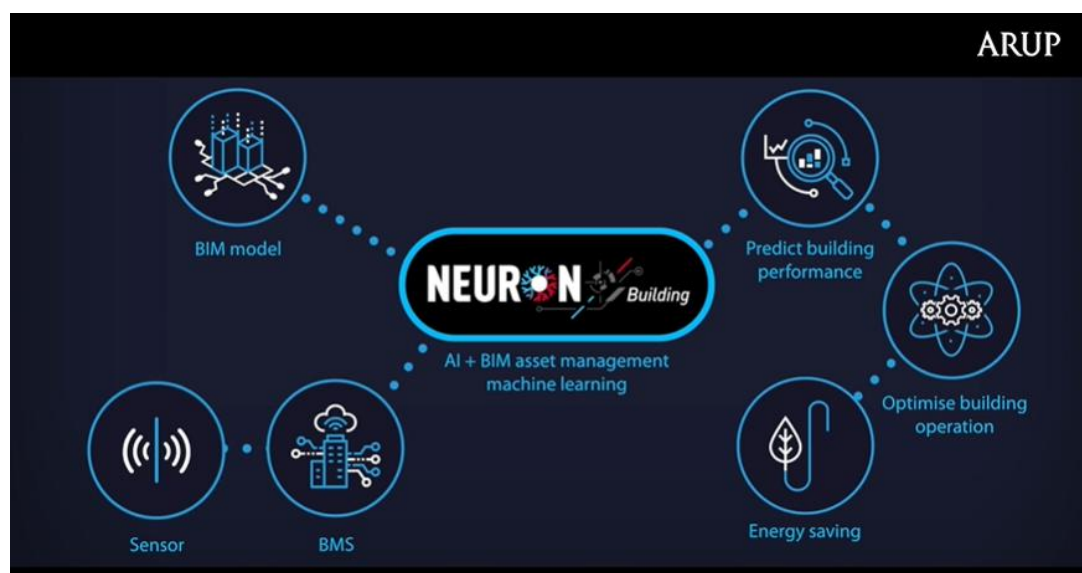 ARUP
BIM model
NEURON Building
AI + BIM asset management
machine learning
Predict building
performance
Optimise building
operation
Sensor
BMS
Energy saving